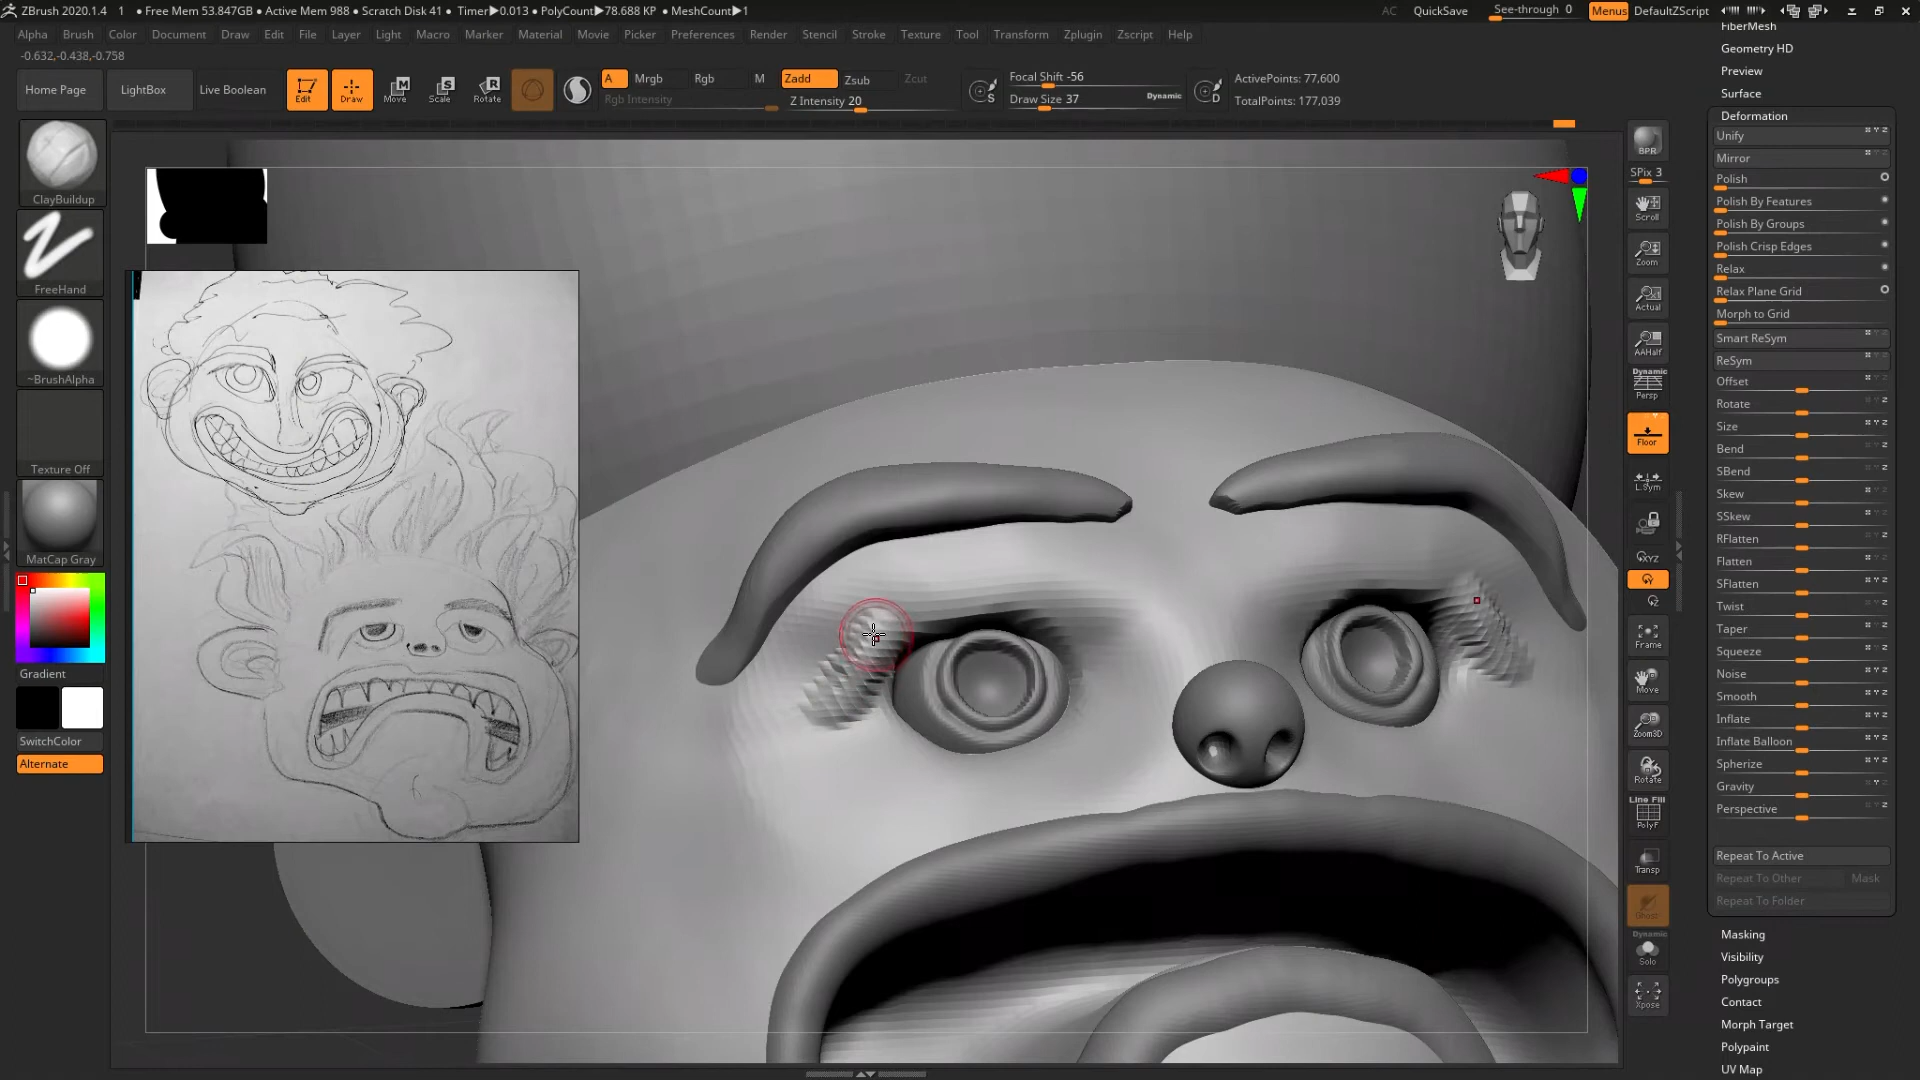 ZBrush 2020.1.4 1 • Free Mem 53.847GB • Active Mem 988 • Scratch Disk 41 • Timer▶0.013 • PolyCount▶78.688 KP • MeshCount▶1 AC QuickSave See-through 0 Menus DefaultZScript
Alpha Brush Color Document Draw Edit File Layer Light Macro Marker Material Movie Picker Preferences Render Stencil Stroke Texture Tool Transform Zplugin Zscript Help
-0.632,-0.438,-0.758
Home Page LightBox Live Boolean Edit Draw Move Scale Rotate
A Mrgb Rgb M Zadd Zsub Zcut
Rgb Intensity Z Intensity 20
S Focal Shift -56
Draw Size 37 Dynamic D
ActivePoints: 77,600
TotalPoints: 177,039
ClayBuildup
FreeHand
~BrushAlpha
Texture Off
MatCap Gray
Gradient
SwitchColor
Alternate
BPR
SPix 3
Scroll
Zoom
Actual
AAHalf
Dynamic
Persp
Floor
L.Sym
XYZ
Y
Z
Frame
Move
Zoom3D
Rotate
Line Fill
PolyF
Transp
Ghost
Dynamic
Solo
Xpose
FiberMesh
Geometry HD
Preview
Surface
Deformation
Unify
Mirror
Polish
Polish By Features
Polish By Groups
Polish Crisp Edges
Relax
Relax Plane Grid
Morph to Grid
Smart ReSym
ReSym
Offset
Rotate
Size
Bend
SBend
Skew
SSkew
RFlatten
Flatten
SFlatten
Twist
Taper
Squeeze
Noise
Smooth
Inflate
Inflate Balloon
Spherize
Gravity
Perspective
Repeat To Active
Repeat To Other Mask
Repeat To Folder
Masking
Visibility
Polygroups
Contact
Morph Target
Polypaint
UV Map